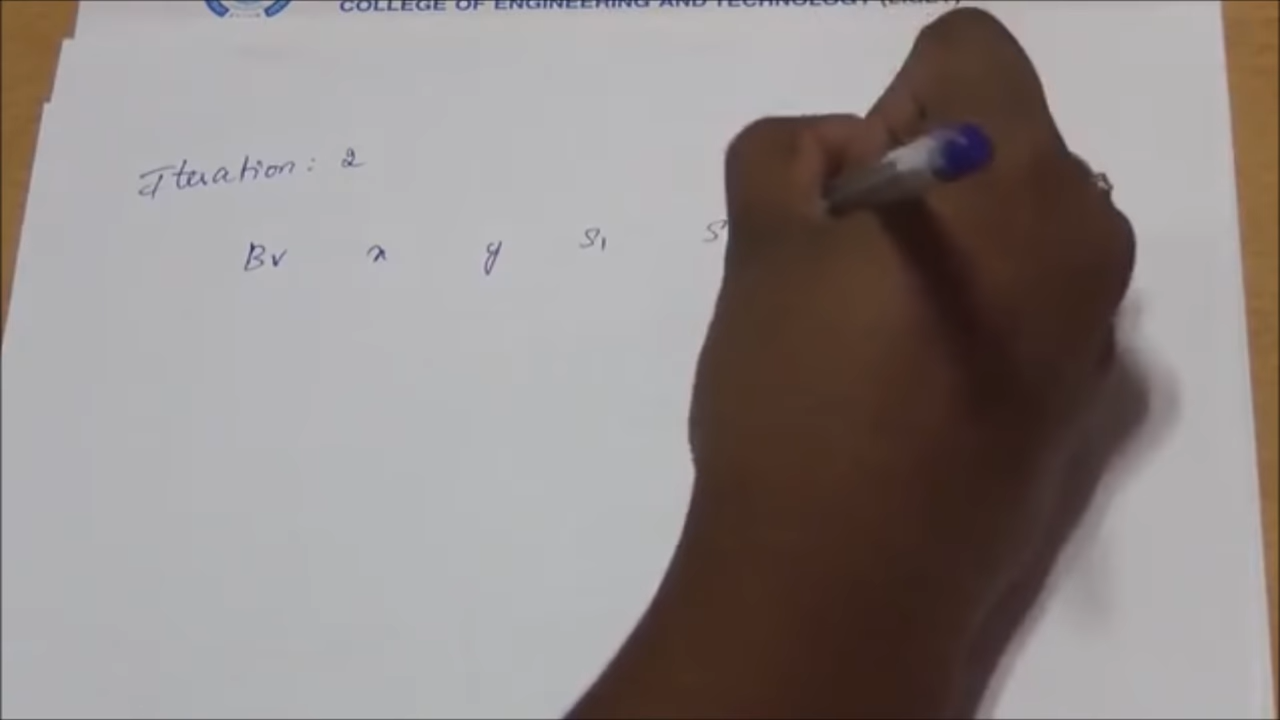 COLLEGE OF ENGINEERING AND TECHNOLOGY
Iteration: 2
BV x y S₁ S